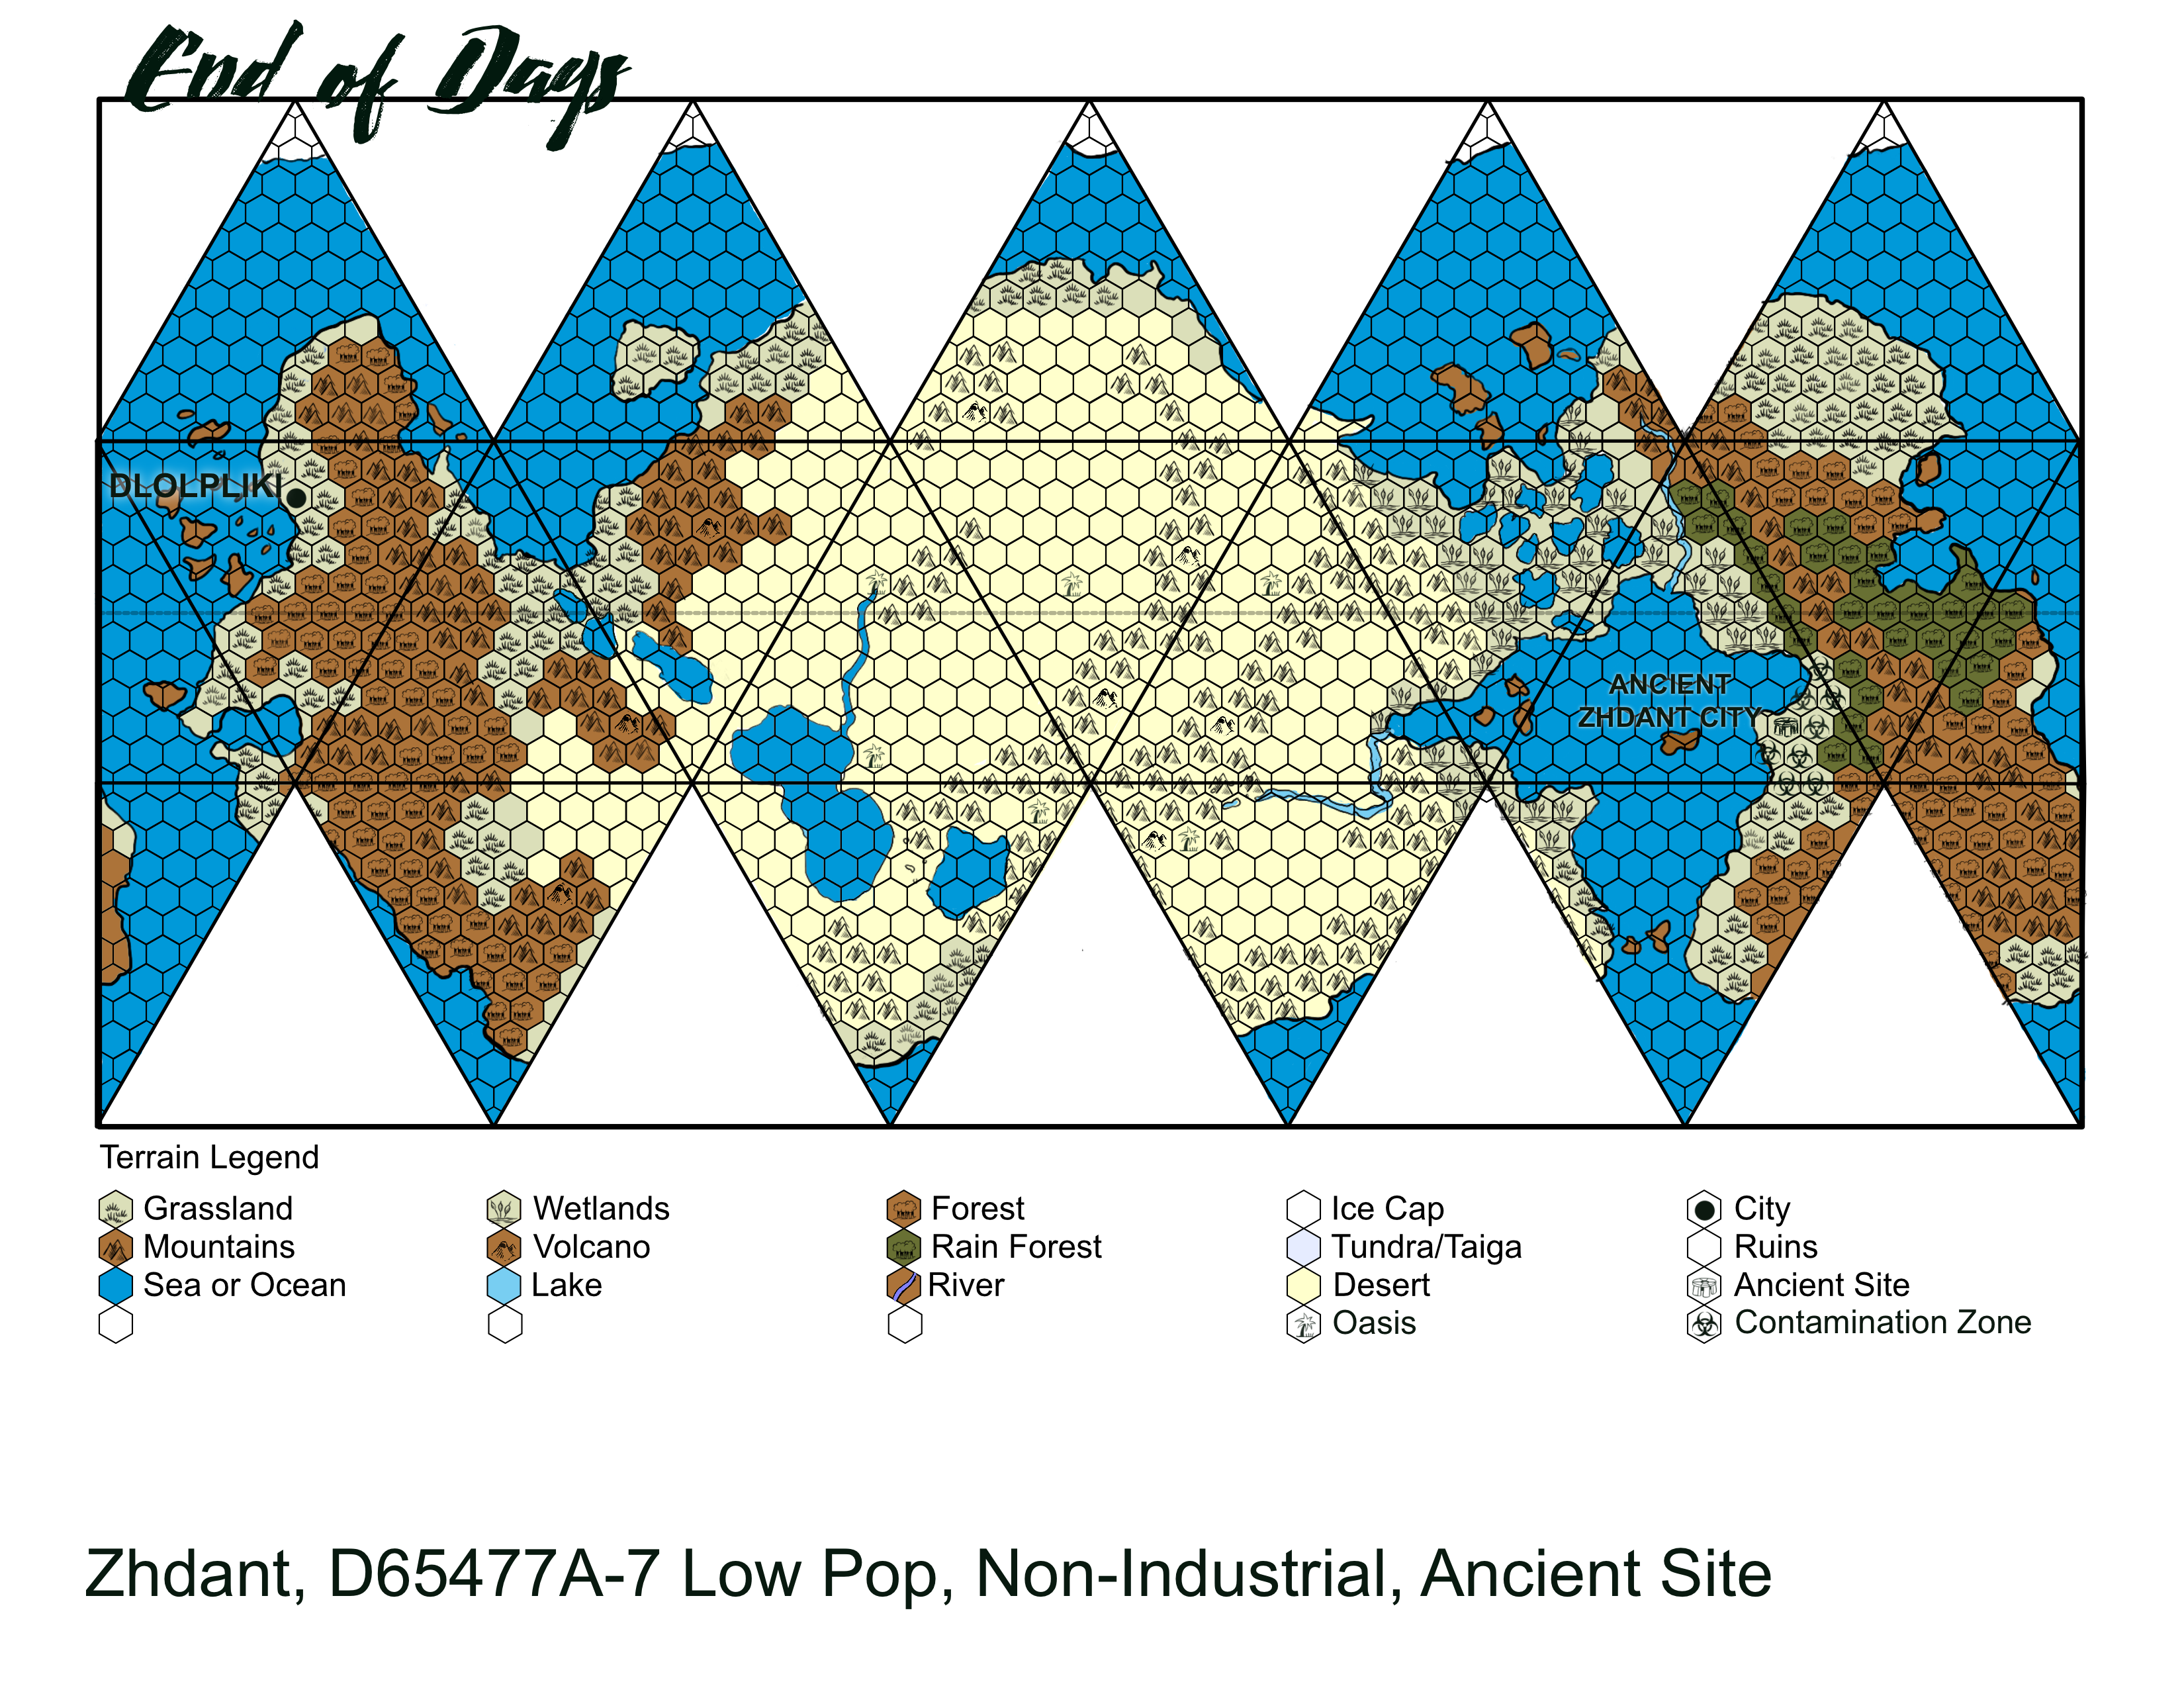 End of Days
DLOLPLIKI
ANCIENT
ZHDANT CITY
Terrain Legend
Grassland
Mountains
Sea or Ocean
Wetlands
Volcano
Lake
Forest
Rain Forest
River
Ice Cap
Tundra/Taiga
Desert
Oasis
City
Ruins
Ancient Site
Contamination Zone
Zhdant, D65477A-7 Low Pop, Non-Industrial, Ancient Site